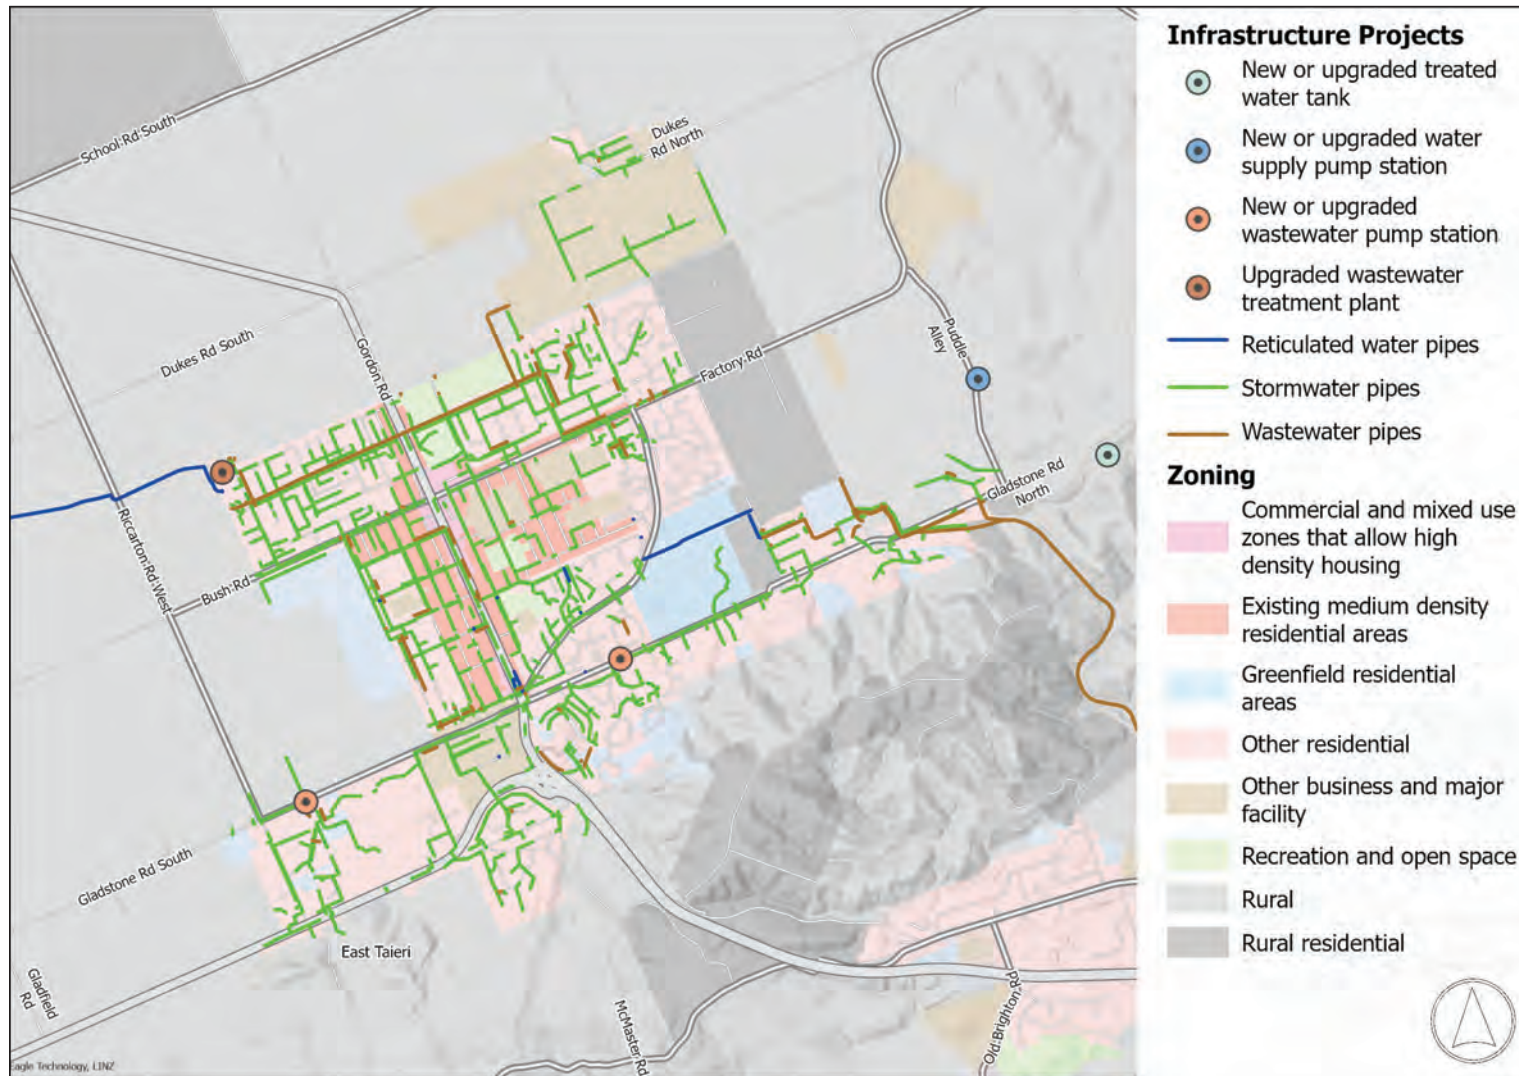 School Rd South
Dukes
Rd North
Dukes Rd South
Gordon Rd
Factory Rd
Puddle
Alley
Gladstone Rd
North
Riccarton Rd West
Bush Rd
Gladstone Rd South
East Taieri
Gladfield
Rd
McMaster Rd
Old Brighton Rd
Eagle Technology, LINZ
Infrastructure Projects
New or upgraded treated
water tank
New or upgraded water
supply pump station
New or upgraded
wastewater pump station
Upgraded wastewater
treatment plant
Reticulated water pipes
Stormwater pipes
Wastewater pipes
Zoning
Commercial and mixed use
zones that allow high
density housing
Existing medium density
residential areas
Greenfield residential
areas
Other residential
Other business and major
facility
Recreation and open space
Rural
Rural residential